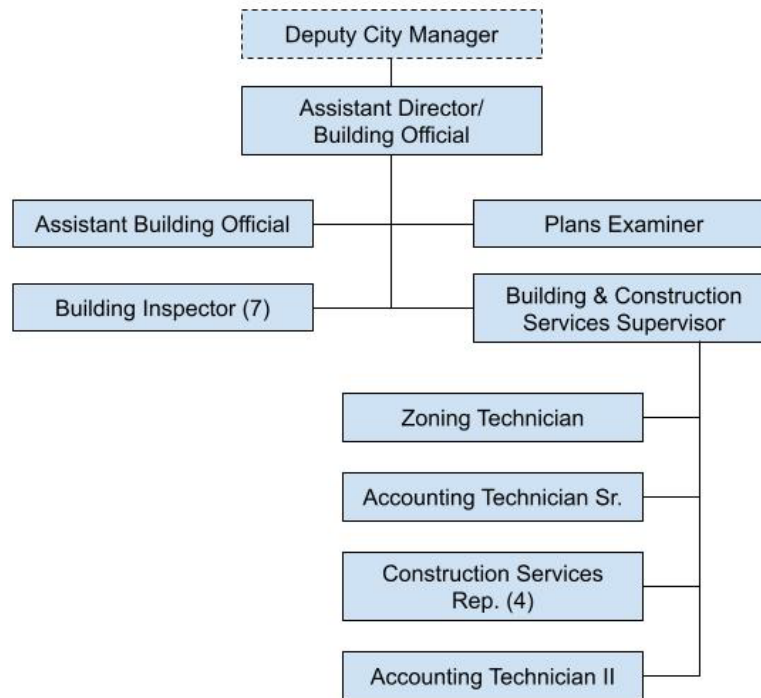 Deputy City Manager
Assistant Director/
Building Official
Assistant Building Official
Plans Examiner
Building Inspector (7)
Building & Construction
Services Supervisor
Zoning Technician
Accounting Technician Sr.
Construction Services
Rep. (4)
Accounting Technician II